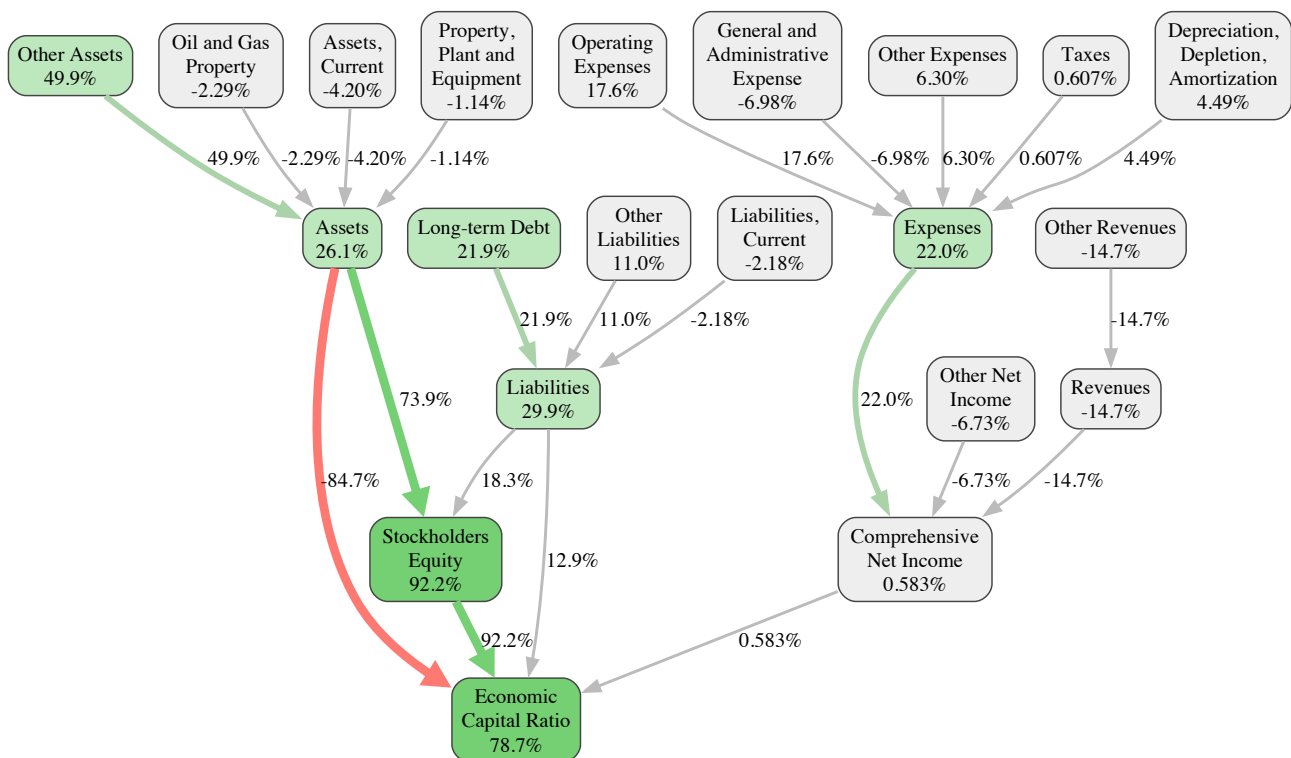 Other Assets
49.9%
Oil and Gas
Property
-2.29%
Assets,
Current
-4.20%
Property,
Plant and
Equipment
-1.14%
Operating
Expenses
17.6%
General and
Administrative
Expense
-6.98%
Other Expenses
6.30%
Taxes
0.607%
Depreciation,
Depletion,
Amortization
4.49%
49.9%
-2.29%
-4.20%
-1.14%
17.6%
-6.98%
6.30%
0.607%
4.49%
Assets
26.1%
Long-term Debt
21.9%
Other
Liabilities
11.0%
Liabilities,
Current
-2.18%
Expenses
22.0%
Other Revenues
-14.7%
21.9%
11.0%
-2.18%
-14.7%
73.9%
Liabilities
29.9%
22.0%
Other Net
Income
-6.73%
Revenues
-14.7%
-84.7%
18.3%
-6.73%
-14.7%
Stockholders
Equity
92.2%
12.9%
Comprehensive
Net Income
0.583%
92.2%
0.583%
Economic
Capital Ratio
78.7%